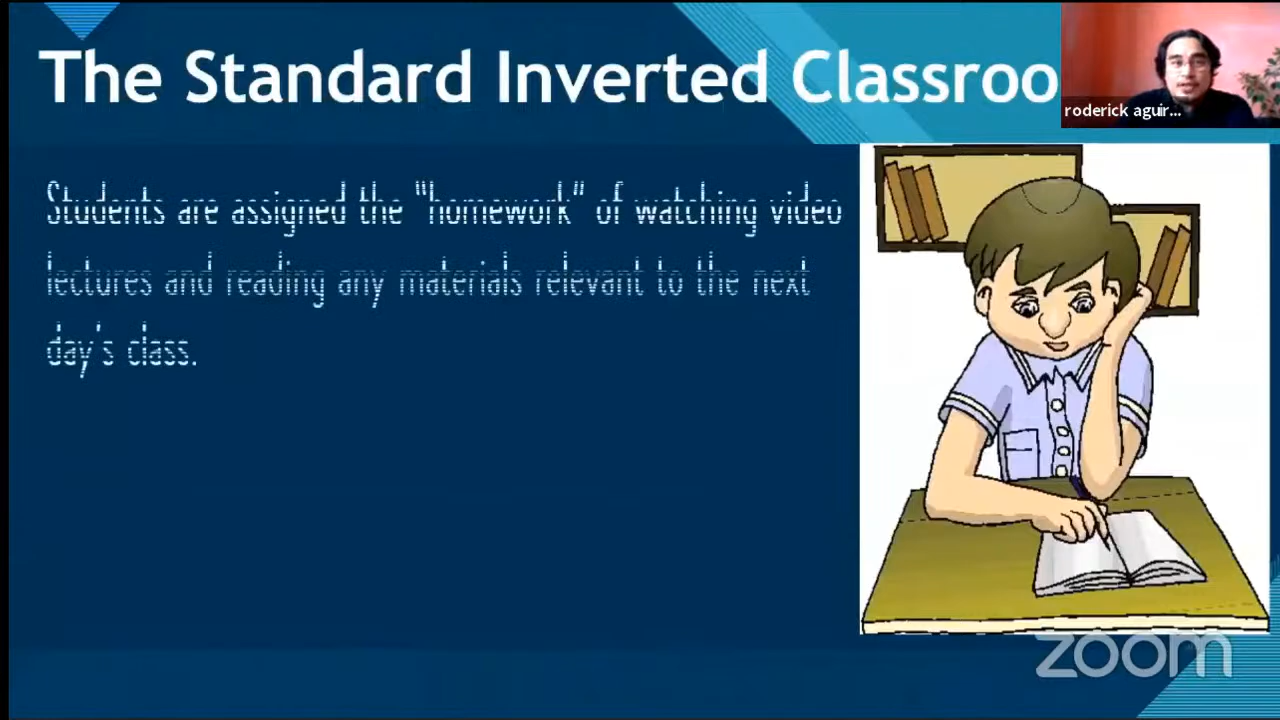 The Standard Inverted Classroo
roderick aguir...
Students are assigned the “homework” of watching video
lectures and reading any materials relevant to the next
day's class.
zoom